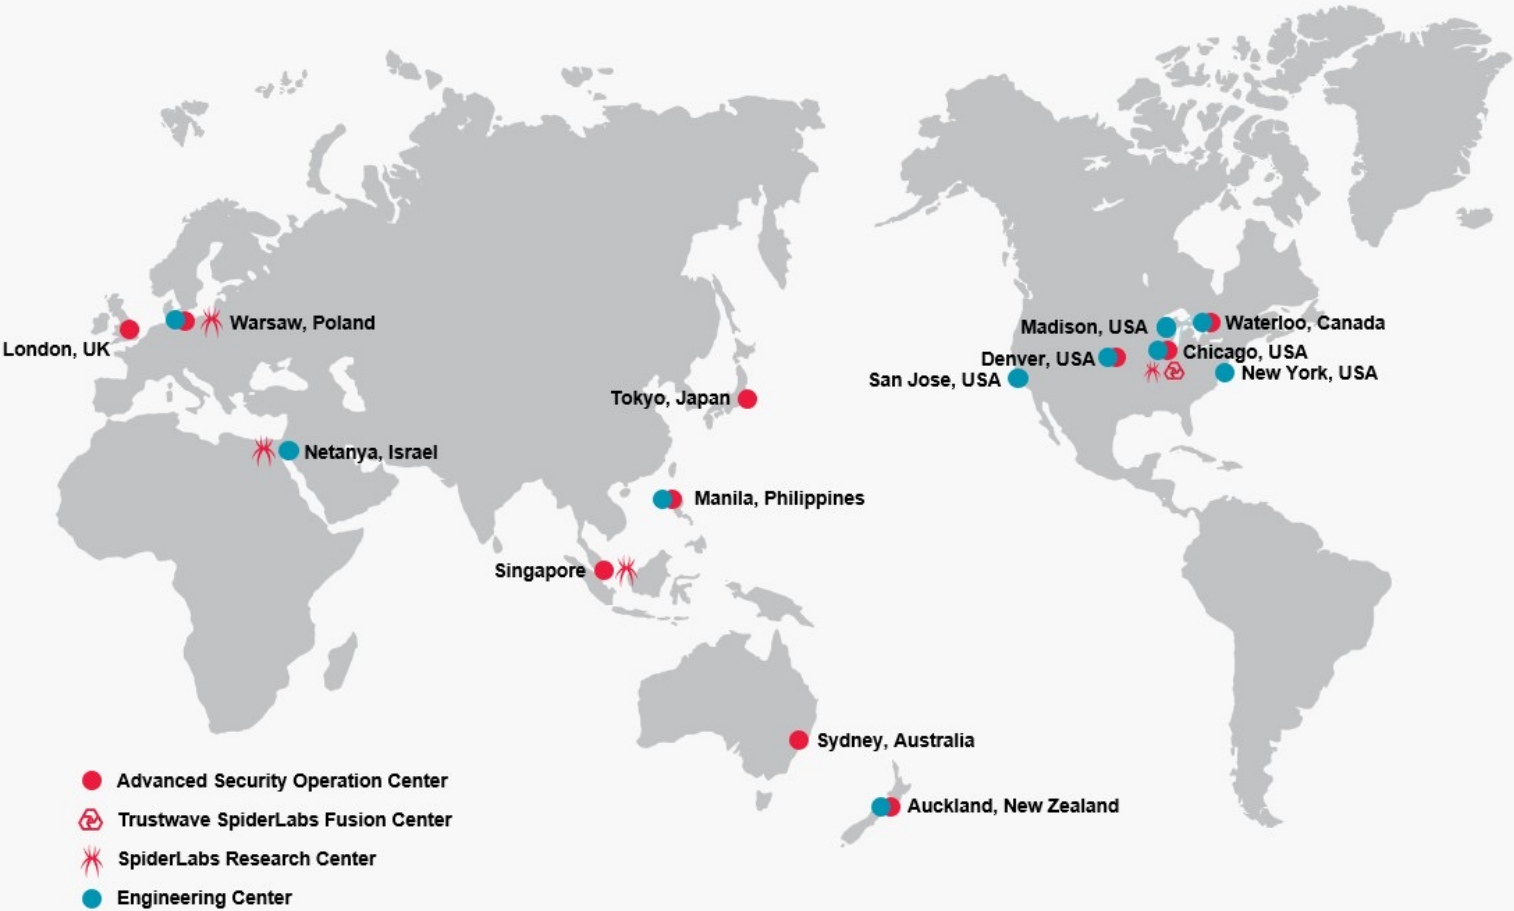 Warsaw, Poland
London, UK
Madison, USA
Waterloo, Canada
Denver, USA
Chicago, USA
San Jose, USA
New York, USA
Tokyo, Japan
Netanya, Israel
Manila, Philippines
Singapore
Sydney, Australia
Auckland, New Zealand
Advanced Security Operation Center
Trustwave SpiderLabs Fusion Center
SpiderLabs Research Center
Engineering Center